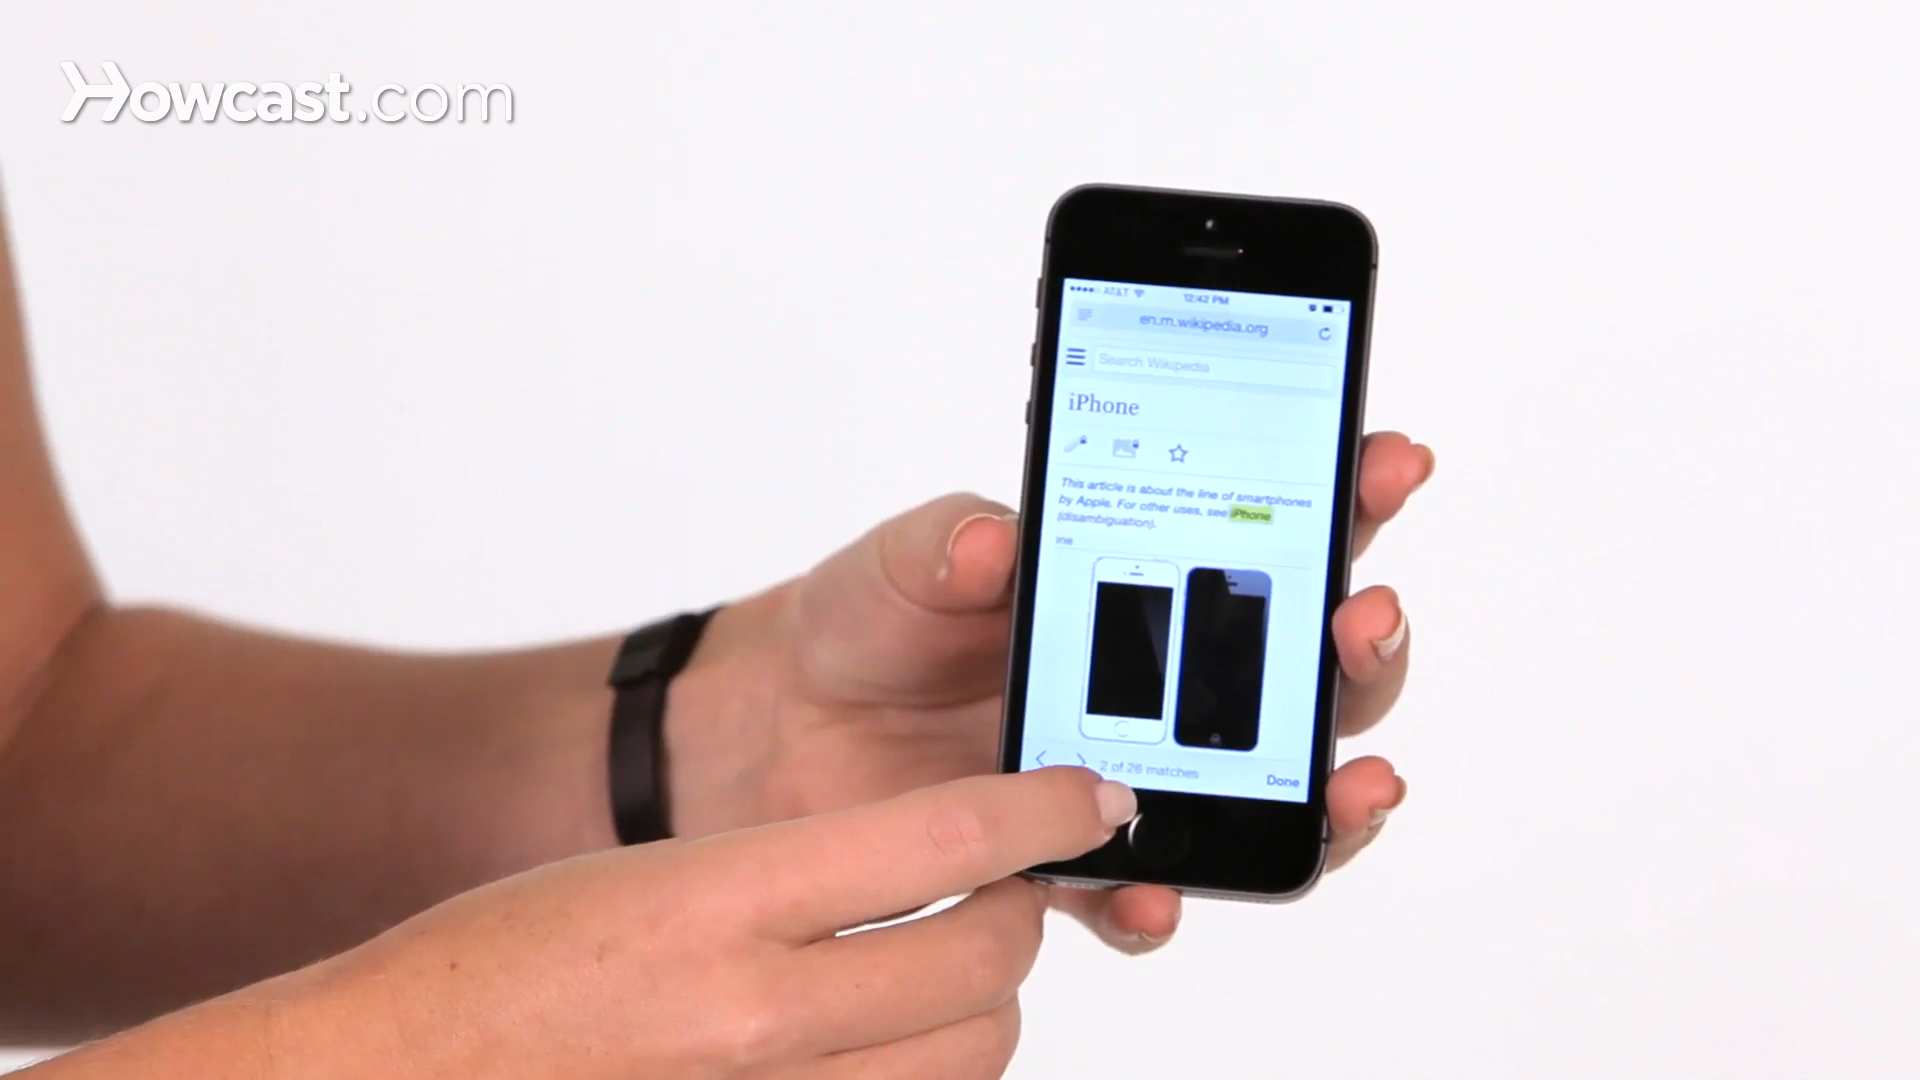 Howcast.com
AT&T 12:42 PM
en.m.wikipedia.org
Search Wikipedia
iPhone
This article is about the line of smartphones
by Apple. For other uses, see iPhone
(disambiguation).
one
2 of 26 matches
Done